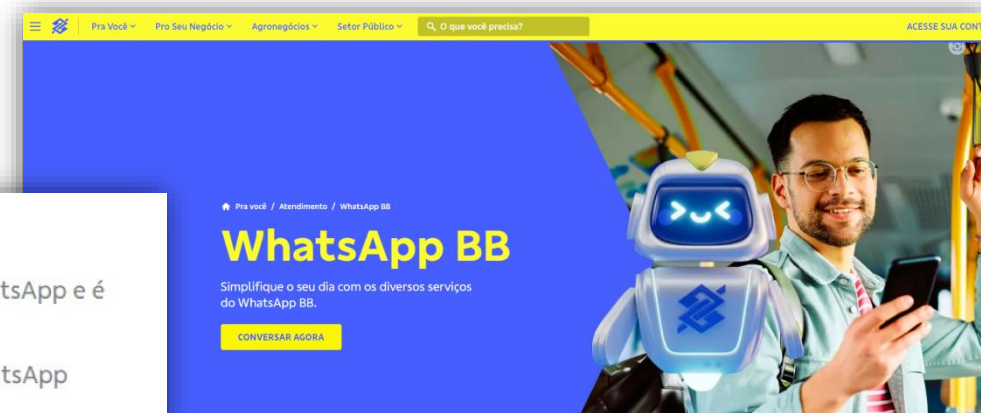 Pra Você
Pro Seu Negócio
Agronegócios
Setor Público
O que você precisa?
ACESSE SUA CONT
Pra você / Atendimento / WhatsApp BB
WhatsApp BB
Simplifique o seu dia com os diversos serviços
do WhatsApp BB.
CONVERSAR AGORA
tsApp e é
tsApp